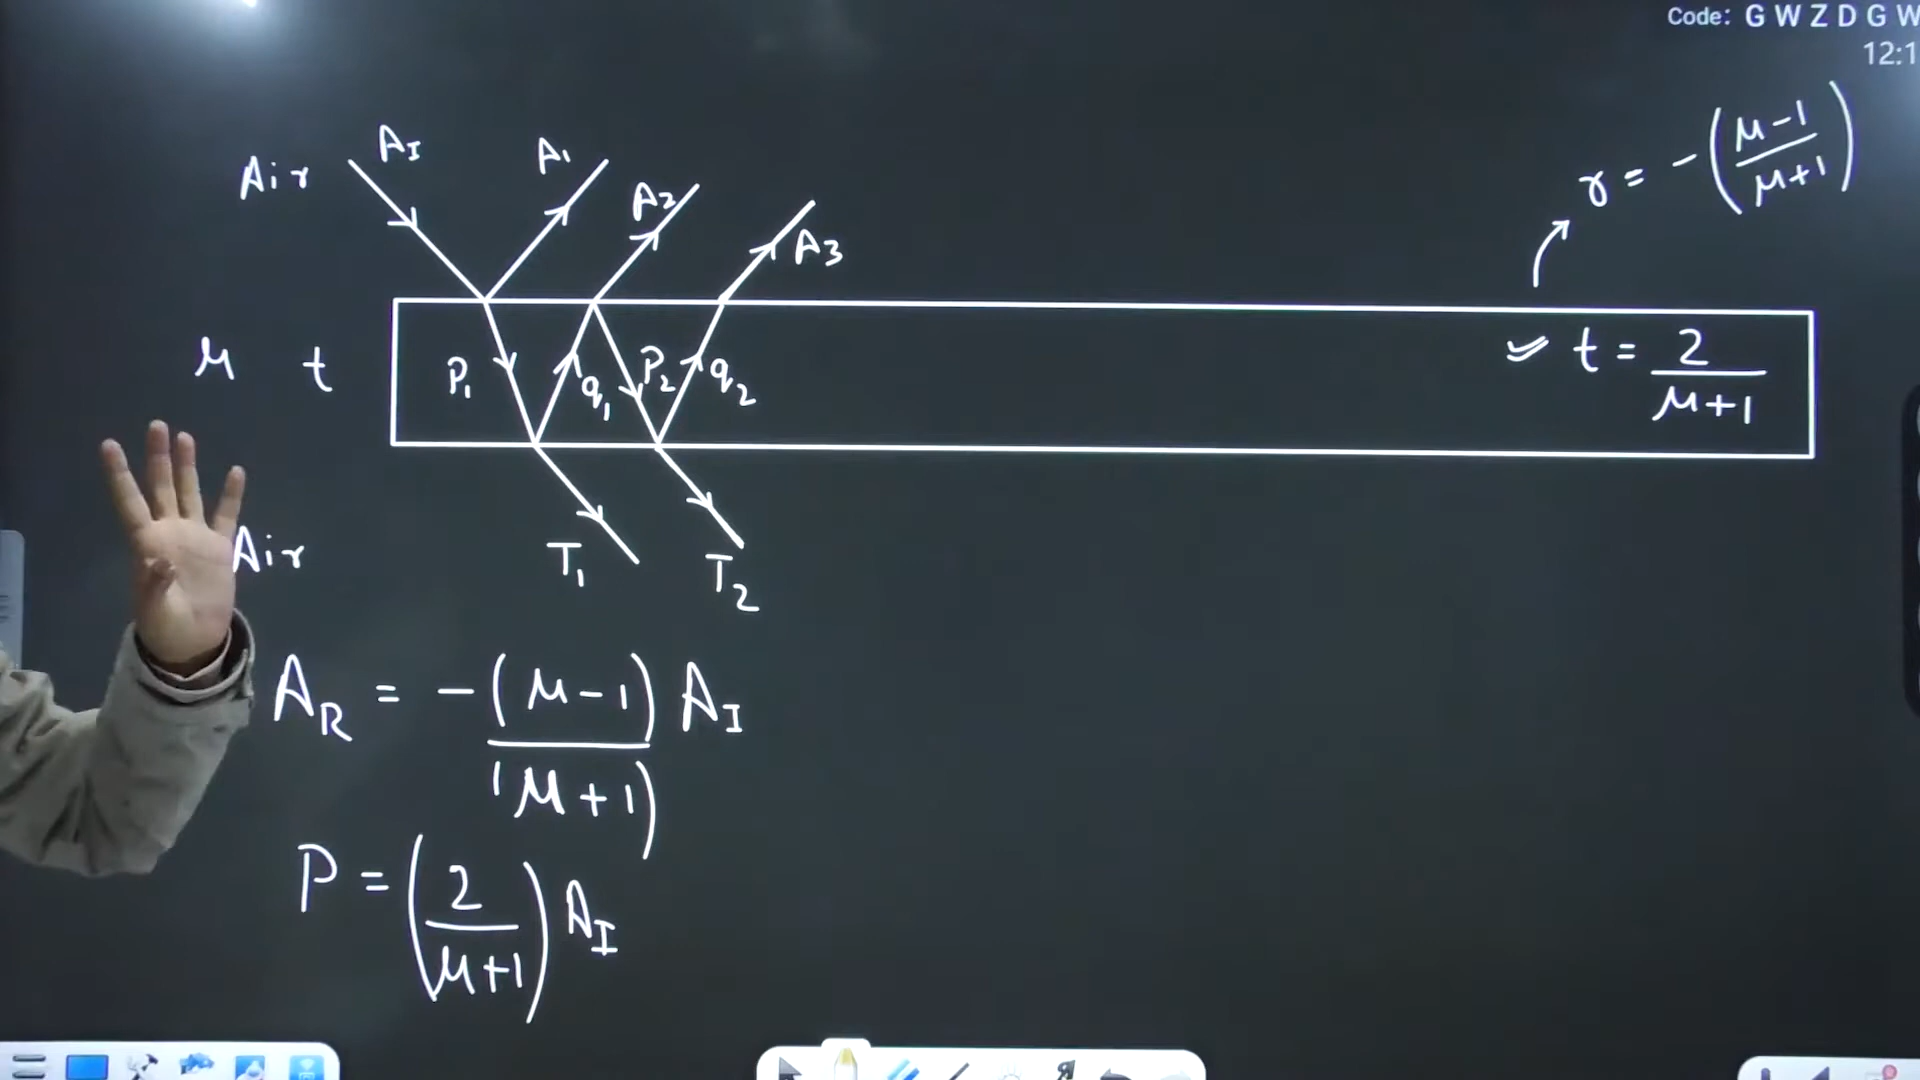 Code: G W Z D G W
12:1
Air A_I A_1 A_2 A_3
r = -((μ-1)/(μ+1))
μ t P_1 q_1 P_2 q_2
t = 2/(μ+1)
Air
T_1 T_2
A_R = -(μ-1)/(μ+1) A_I
P = (2/(μ+1)) A_I